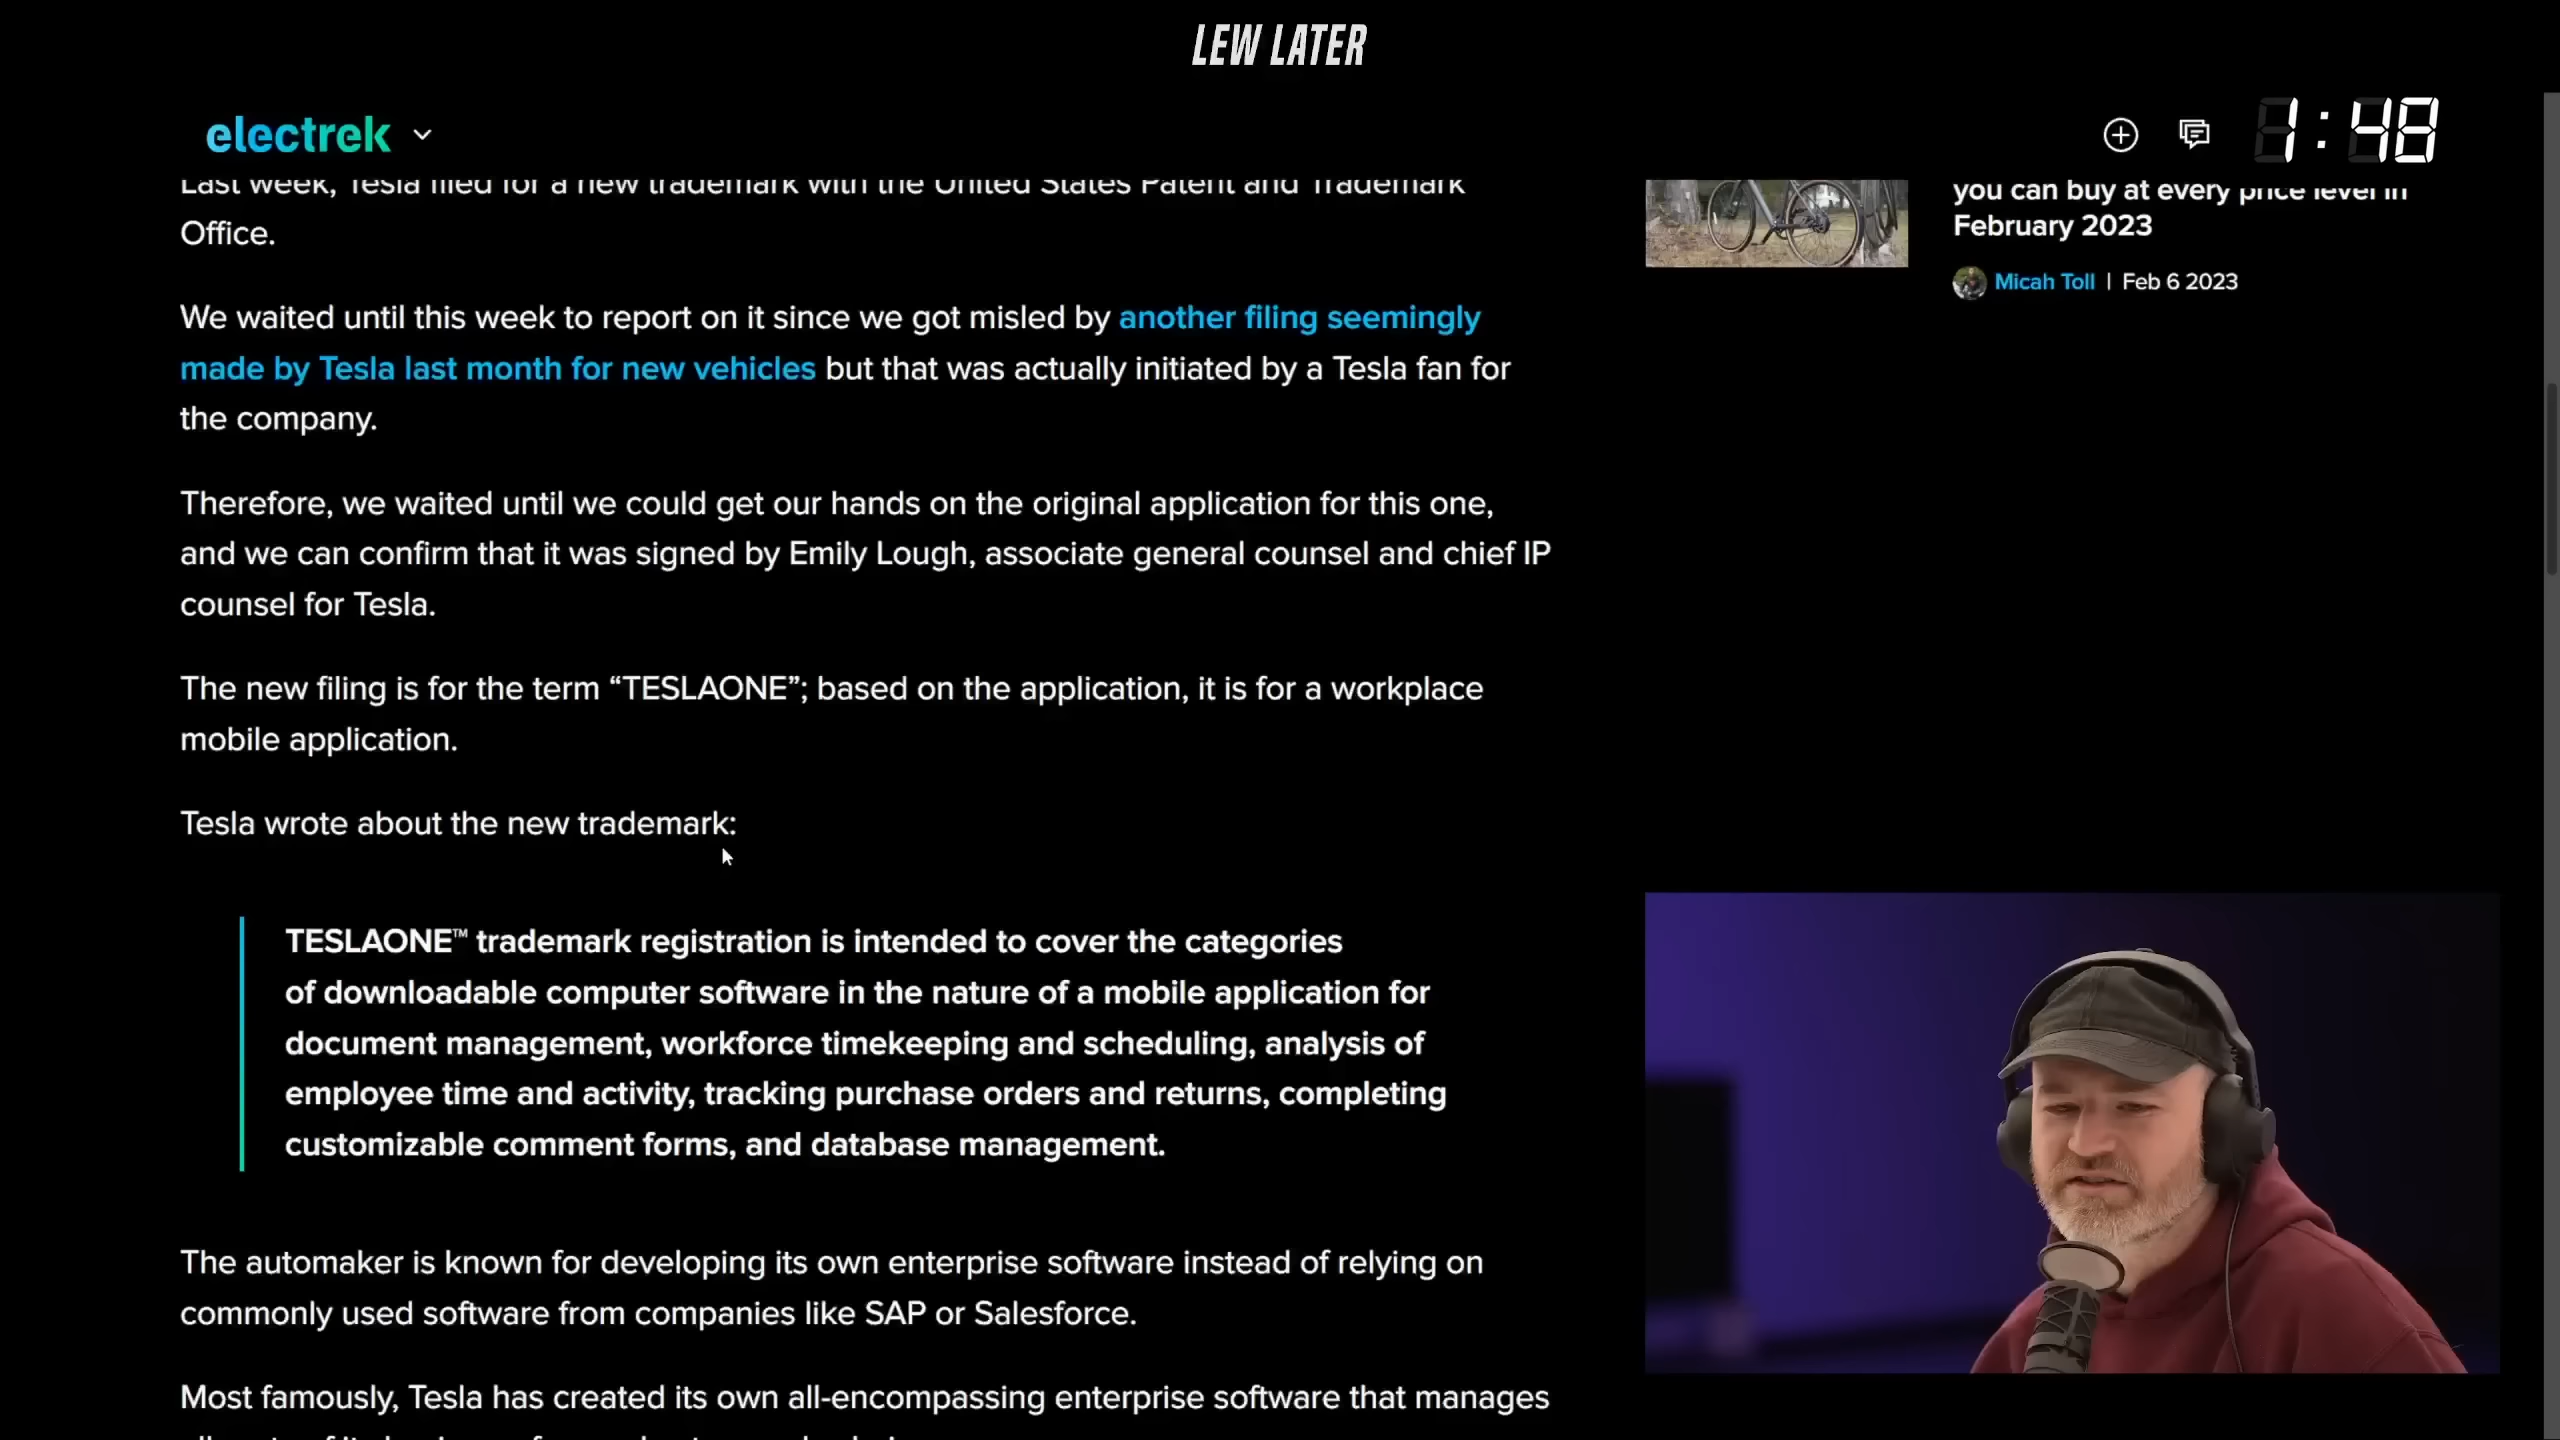 LEW LATER
electrek
1:48
Last week, Tesla filed for a new trademark with the United States Patent and Trademark
Office.
We waited until this week to report on it since we got misled by another filing seemingly
made by Tesla last month for new vehicles but that was actually initiated by a Tesla fan for
the company.
Therefore, we waited until we could get our hands on the original application for this one,
and we can confirm that it was signed by Emily Lough, associate general counsel and chief IP
counsel for Tesla.
The new filing is for the term “TESLAONE”; based on the application, it is for a workplace
mobile application.
Tesla wrote about the new trademark:
TESLAONE™ trademark registration is intended to cover the categories
of downloadable computer software in the nature of a mobile application for
document management, workforce timekeeping and scheduling, analysis of
employee time and activity, tracking purchase orders and returns, completing
customizable comment forms, and database management.
The automaker is known for developing its own enterprise software instead of relying on
commonly used software from companies like SAP or Salesforce.
Most famously, Tesla has created its own all-encompassing enterprise software that manages
you can buy at every price level in
February 2023
Micah Toll | Feb 6 2023